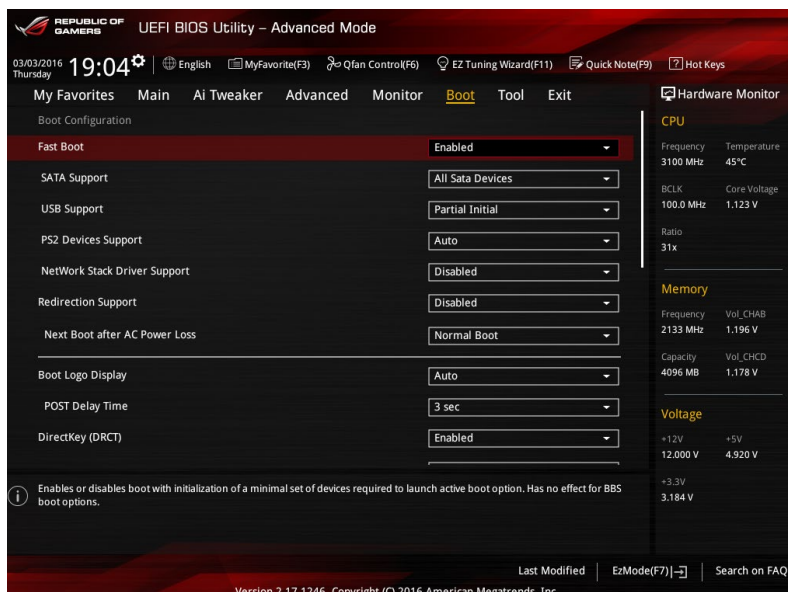 REPUBLIC OF
GAMERS
UEFI BIOS Utility – Advanced Mode
03/03/2016
Thursday
19:04
English
MyFavorite(F3)
Qfan Control(F6)
EZ Tuning Wizard(F11)
Quick Note(F9)
? Hot Keys
My Favorites
Main
Ai Tweaker
Advanced
Monitor
Boot
Tool
Exit
Hardware Monitor
Boot Configuration
Fast Boot Enabled
SATA Support All Sata Devices
USB Support Partial Initial
PS2 Devices Support Auto
NetWork Stack Driver Support Disabled
Redirection Support Disabled
Next Boot after AC Power Loss Normal Boot
Boot Logo Display Auto
POST Delay Time 3 sec
DirectKey (DRCT) Enabled
CPU
Frequency Temperature
3100 MHz 45°C
BCLK Core Voltage
100.0 MHz 1.123 V
Ratio
31x
Memory
Frequency Vol_CHAB
2133 MHz 1.196 V
Capacity Vol_CHCD
4096 MB 1.178 V
Voltage
+12V +5V
12.000 V 4.920 V
+3.3V
3.184 V
Enables or disables boot with initialization of a minimal set of devices required to launch active boot option. Has no effect for BBS
boot options.
Last Modified
EzMode(F7)
Search on FAQ
Version 2.17.1246. Copyright (C) 2016 American Megatrends, Inc.